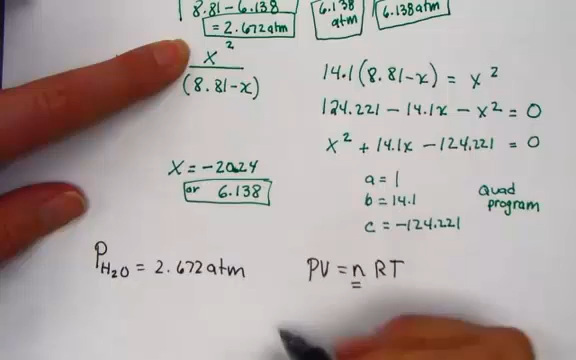 8.81 - 6.138
= 2.672 atm
6.138 atm
6.138 atm
x²
(8.81-x)
14.1(8.81-x) = x²
124.221 - 14.1x - x² = 0
x² + 14.1x - 124.221 = 0
x = -20.24
or 6.138
a = 1
b = 14.1
c = -124.221
Quad program
P H₂O = 2.672 atm
PV = n RT